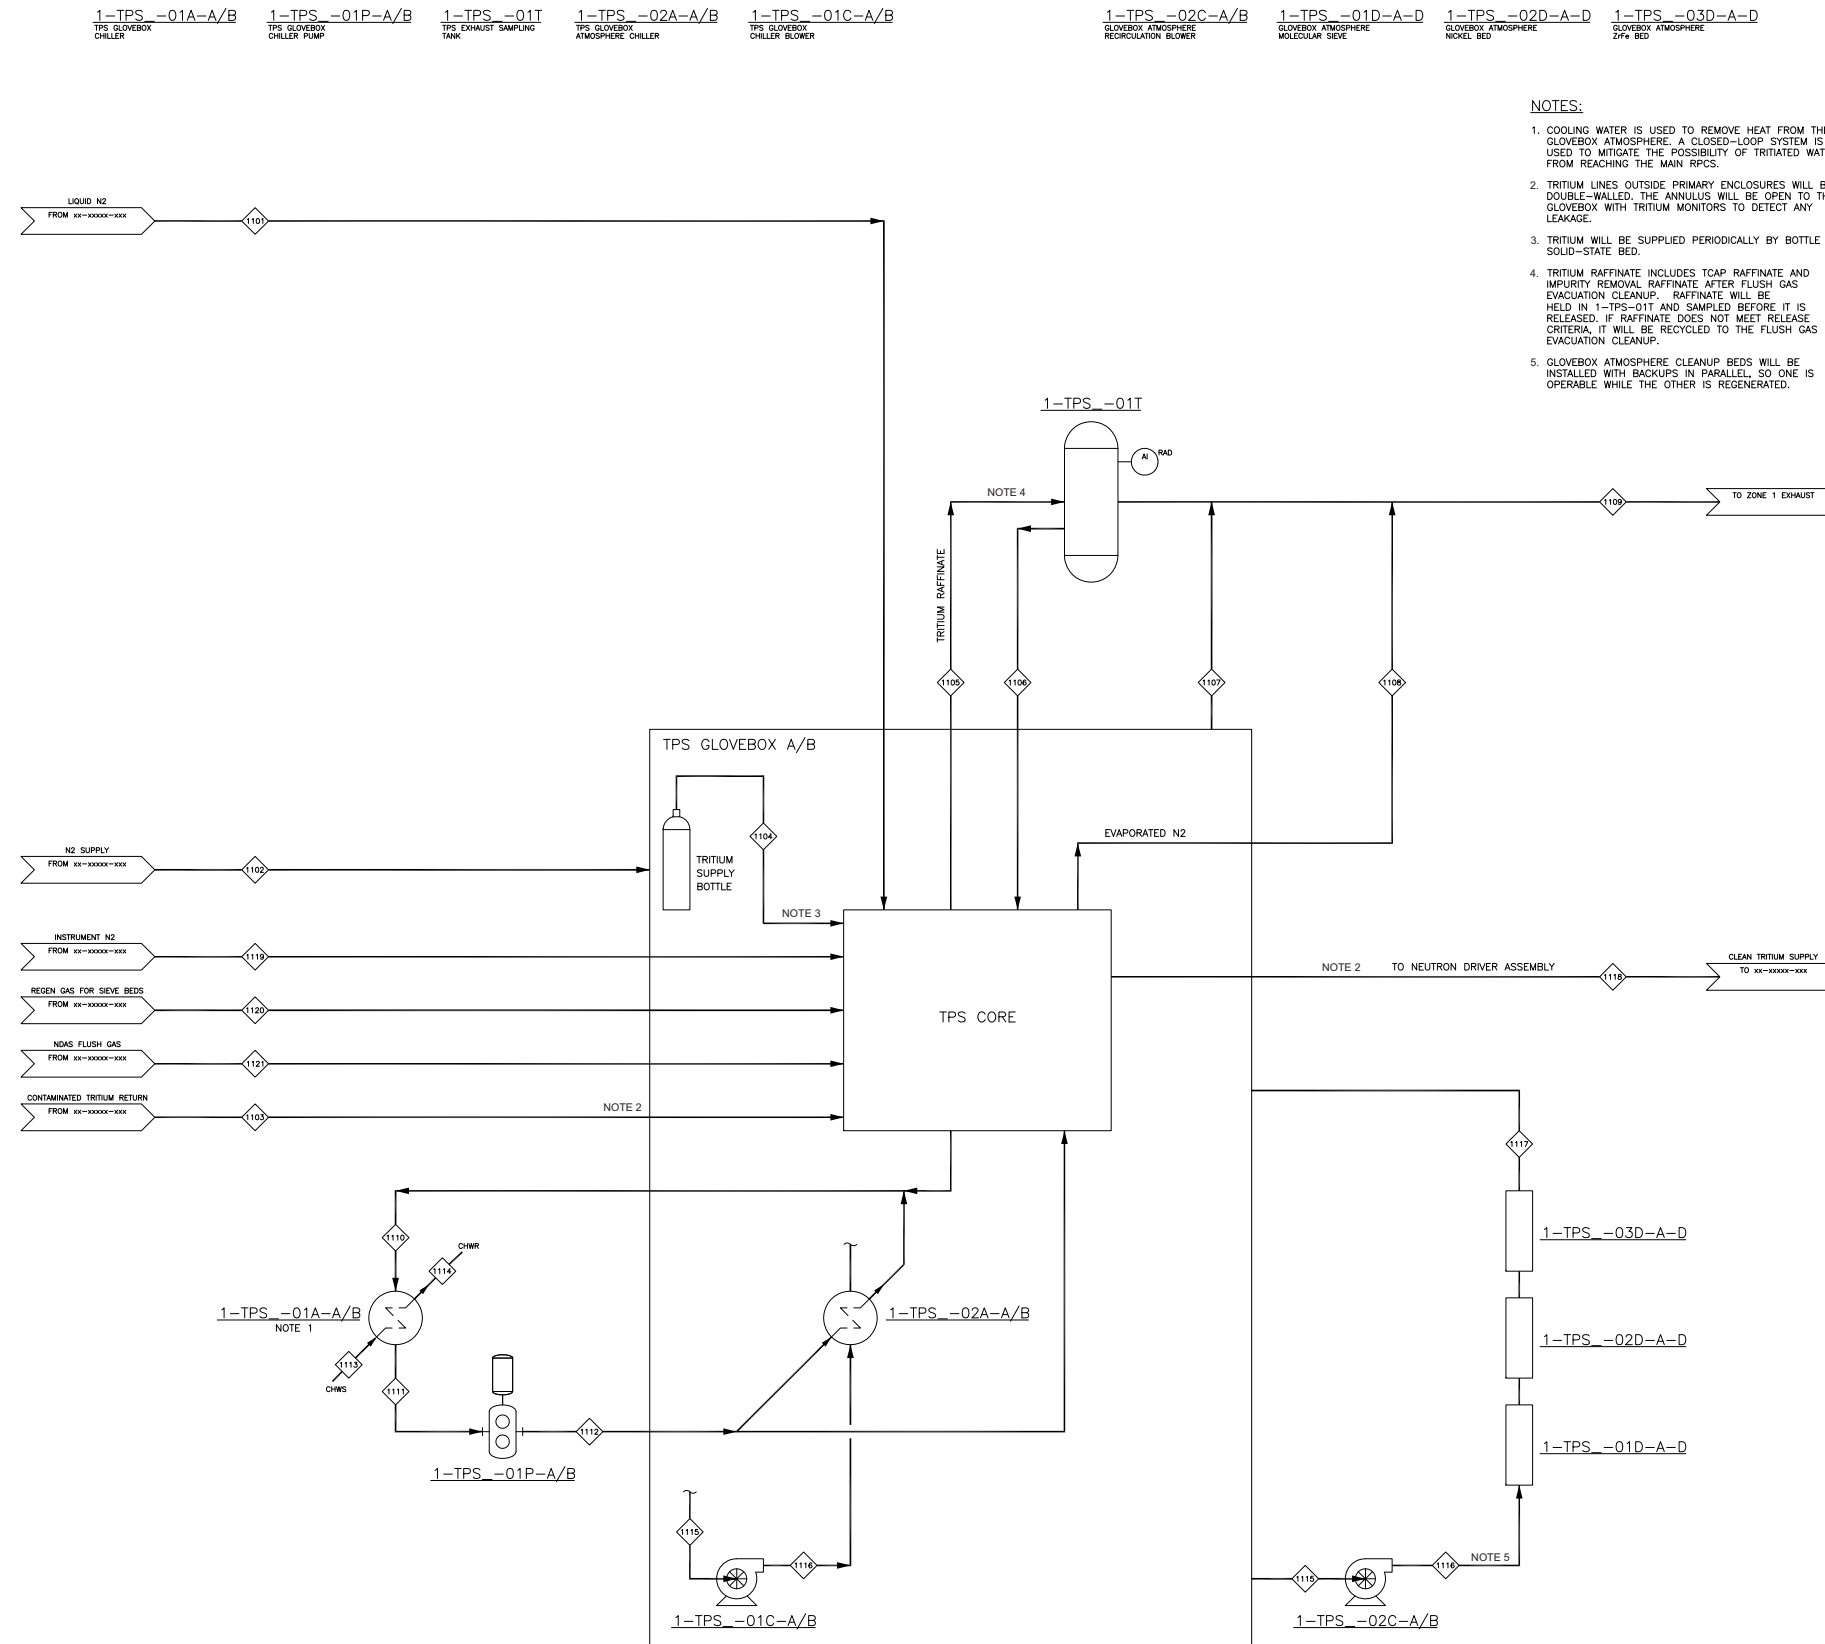 1-TPS_-01A-A/B
TPS GLOVEBOX
CHILLER
1-TPS_-01P-A/B
TPS GLOVEBOX
CHILLER PUMP
1-TPS_-01T
TPS EXHAUST SAMPLING
TANK
1-TPS_-02A-A/B
TPS GLOVEBOX
ATMOSPHERE CHILLER
1-TPS_-01C-A/B
TPS GLOVEBOX
CHILLER BLOWER
1-TPS_-02C-A/B
GLOVEBOX ATMOSPHERE
RECIRCULATION BLOWER
1-TPS_-01D-A-D
GLOVEBOX ATMOSPHERE
MOLECULAR SIEVE
1-TPS_-02D-A-D
GLOVEBOX ATMOSPHERE
NICKEL BED
1-TPS_-03D-A-D
GLOVEBOX ATMOSPHERE
ZrFe BED
NOTES:
1. COOLING WATER IS USED TO REMOVE HEAT FROM
GLOVEBOX ATMOSPHERE. A CLOSED-LOOP SYSTEM IS
USED TO MITIGATE THE POSSIBILITY OF TRITIATED
FROM REACHING THE MAIN RPCS.
2. TRITIUM LINES OUTSIDE PRIMARY ENCLOSURES WILL
DOUBLE-WALLED. THE ANNULUS WILL BE OPEN TO
GLOVEBOX WITH TRITIUM MONITORS TO DETECT ANY
LEAKAGE.
3. TRITIUM WILL BE SUPPLIED PERIODICALLY BY BOTTLE
SOLID-STATE BED.
4. TRITIUM RAFFINATE INCLUDES TCAP RAFFINATE AND
IMPURITY REMOVAL RAFFINATE AFTER FLUSH GAS
EVACUATION CLEANUP. RAFFINATE WILL BE
HELD IN 1-TPS-01T AND SAMPLED BEFORE IT IS
RELEASED. IF RAFFINATE DOES NOT MEET RELEASE
CRITERIA, IT WILL BE RECYCLED TO THE FLUSH GAS
EVACUATION CLEANUP.
5. GLOVEBOX ATMOSPHERE CLEANUP BEDS WILL BE
INSTALLED WITH BACKUPS IN PARALLEL, SO ONE IS
OPERABLE WHILE THE OTHER IS REGENERATED.
LIQUID N2
FROM xx-xxxxx-xxx
1101
1-TPS_-01T
AI
RAD
NOTE 4
1109
TO ZONE 1 EXHAUST
TRITIUM RAFFINATE
1105
1106
1107
1108
TPS GLOVEBOX A/B
1104
TRITIUM
SUPPLY
BOTTLE
EVAPORATED N2
N2 SUPPLY
FROM xx-xxxxx-xxx
1102
NOTE 3
INSTRUMENT N2
FROM xx-xxxxx-xxx
1119
NOTE 2
TO NEUTRON DRIVER ASSEMBLY
1118
CLEAN TRITIUM SUPPLY
TO xx-xxxxx-xxx
REGEN GAS FOR SIEVE BEDS
FROM xx-xxxxx-xxx
1120
TPS CORE
NDAS FLUSH GAS
FROM xx-xxxxx-xxx
1121
CONTAMINATED TRITIUM RETURN
FROM xx-xxxxx-xxx
1103
NOTE 2
1117
1110
CHWR
1114
1-TPS_-01A-A/B
NOTE 1
1113
CHWS
1111
1-TPS_-02A-A/B
1-TPS_-03D-A-D
1-TPS_-02D-A-D
1-TPS_-01D-A-D
1112
1-TPS_-01P-A/B
1115
1116
1-TPS_-01C-A/B
1115
1116
NOTE 5
1-TPS_-02C-A/B